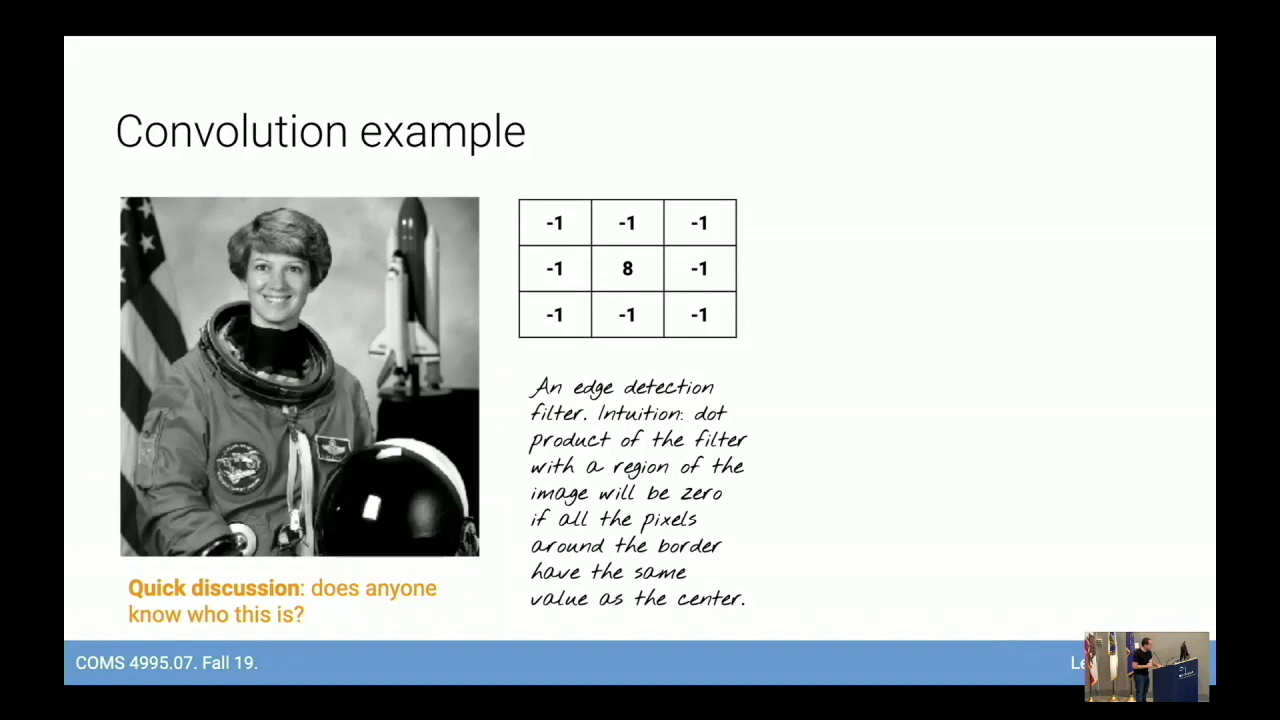 Convolution example
-1 -1 -1
-1 8 -1
-1 -1 -1
An edge detection
filter. Intuition: dot
product of the filter
with a region of the
image will be zero
if all the pixels
around the border
have the same
value as the center.
Quick discussion: does anyone
know who this is?
COMS 4995.07. Fall 19.
Le